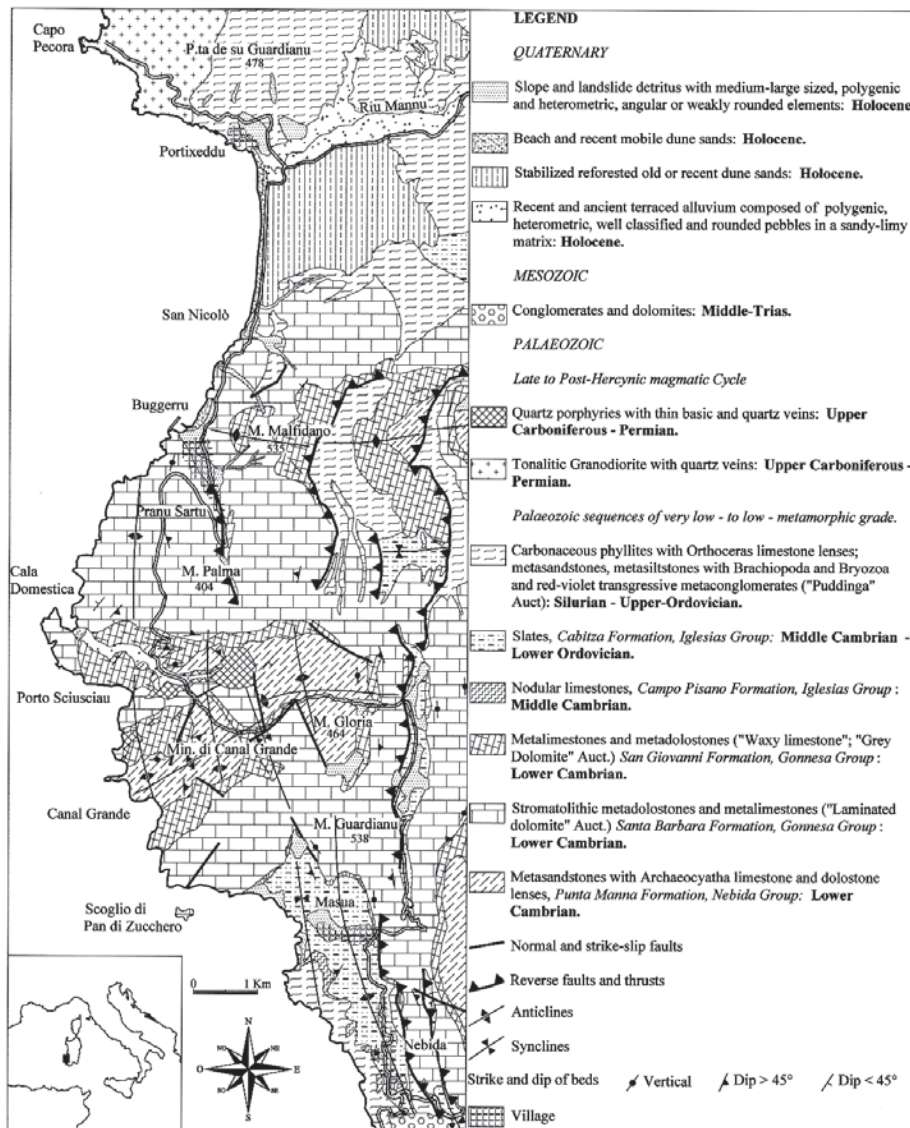 Capo
Pecora
P.ta de su Guardianu
478
Riu Mannu
Portixeddu
San Nicolò
Buggerru
M. Malfidano
535
Pranu Sartu
M. Palma
404
Cala
Domestica
Porto Sciusciau
M. Gloria
464
Min. di Canal Grande
Canal Grande
M. Guardianu
538
Masua
Scoglio di
Pan di Zucchero
Nebida
0 1 Km
N
NO NE
O E
SO SE
S
LEGEND
QUATERNARY
Slope and landslide detritus with medium-large sized, polygenic
and heterometric, angular or weakly rounded elements: Holocene
Beach and recent mobile dune sands: Holocene.
Stabilized reforested old or recent dune sands: Holocene.
Recent and ancient terraced alluvium composed of polygenic,
heterometric, well classified and rounded pebbles in a sandy-limy
matrix: Holocene.
MESOZOIC
Conglomerates and dolomites: Middle-Trias.
PALAEOZOIC
Late to Post-Hercynic magmatic Cycle
Quartz porphyries with thin basic and quartz veins: Upper
Carboniferous - Permian.
Tonalitic Granodiorite with quartz veins: Upper Carboniferous -
Permian.
Palaeozoic sequences of very low - to low - metamorphic grade.
Carbonaceous phyllites with Orthoceras limestone lenses;
metasandstones, metasiltstones with Brachiopoda and Bryozoa
and red-violet transgressive metaconglomerates ("Puddinga"
Auct): Silurian - Upper-Ordovician.
Slates, Cabitza Formation, Iglesias Group: Middle Cambrian -
Lower Ordovician.
Nodular limestones, Campo Pisano Formation, Iglesias Group :
Middle Cambrian.
Metalimestones and metadolostones ("Waxy limestone"; "Grey
Dolomite" Auct.) San Giovanni Formation, Gonnesa Group :
Lower Cambrian.
Stromatolithic metadolostones and metalimestones ("Laminated
dolomite" Auct.) Santa Barbara Formation, Gonnesa Group :
Lower Cambrian.
Metasandstones with Archaeocyatha limestone and dolostone
lenses, Punta Manna Formation, Nebida Group: Lower
Cambrian.
Normal and strike-slip faults
Reverse faults and thrusts
Anticlines
Synclines
Strike and dip of beds Vertical Dip > 45° Dip < 45°
Village